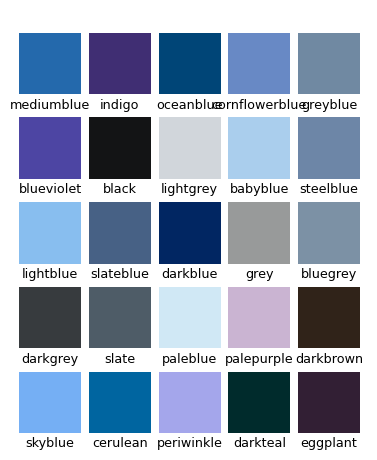 mediumblue indigo oceanblue cornflowerblue greyblue
blueviolet black lightgrey babyblue steelblue
lightblue slateblue darkblue grey bluegrey
darkgrey slate paleblue palepurple darkbrown
skyblue cerulean periwinkle darkteal eggplant